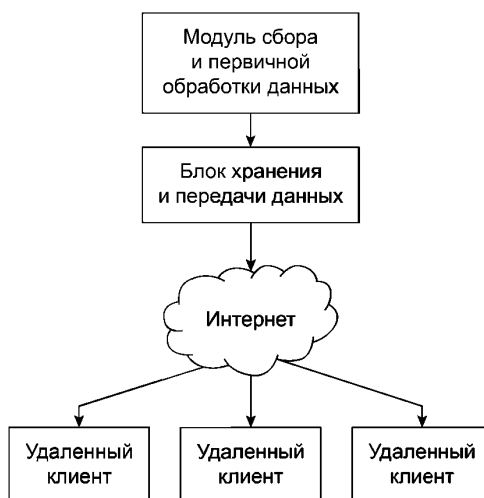 Модуль сбора
и первичной
обработки данных
Блок хранения
и передачи данных
Интернет
Удаленный
клиент
Удаленный
клиент
Удаленный
клиент